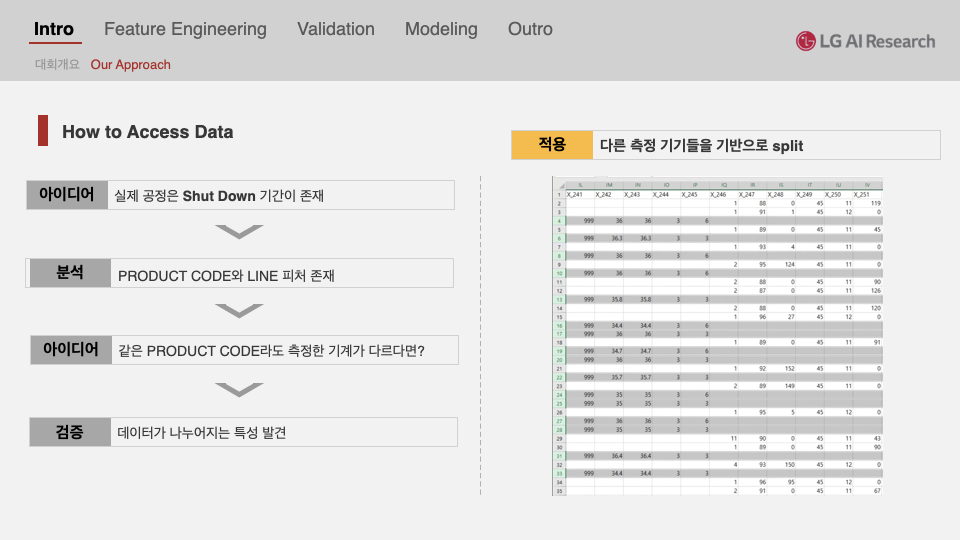 Intro Feature Engineering Validation Modeling Outro
대회개요 Our Approach
LG AI Research
How to Access Data
아이디어 실제 공정은 Shut Down 기간이 존재
분석 PRODUCT CODE와 LINE 피처 존재
아이디어 같은 PRODUCT CODE라도 측정한 기계가 다르다면?
검증 데이터가 나누어지는 특성 발견
적용 다른 측정 기기들을 기반으로 split
IL IM IN IO IP IQ IR IS IT IU IV
1 X_241 X_242 X_243 X_244 X_245 X_246 X_247 X_248 X_249 X_250 X_251
2 1 88 0 45 11 119
3 1 91 1 45 12 0
4 999 36 36 3 6
5 1 89 0 45 11 45
6 999 36.3 36.3 3 3
7 1 93 4 45 11 0
8 999 36 36 3 6
9 2 95 124 45 11 0
10 999 36 36 3 6
11 2 88 0 45 11 90
12 2 87 0 45 11 126
13 999 35.8 35.8 3 3
14 2 88 0 45 11 120
15 1 96 27 45 12 0
16 999 34.4 34.4 3 6
17 999 36 36 3 3
18 1 89 0 45 11 91
19 999 34.7 34.7 3 6
20 999 36 36 3 3
21 1 92 152 45 11 0
22 999 35.7 35.7 3 3
23 2 89 149 45 11 0
24 999 35 35 3 6
25 999 35 35 3 3
26 1 95 5 45 12 0
27 999 36 36 3 6
28 999 35 35 3 3
29 11 90 0 45 11 43
30 1 89 0 45 11 90
31 999 36.4 36.4 3 3
32 4 93 150 45 12 0
33 999 34.4 34.4 3 3
34 1 96 95 45 12 0
35 2 91 0 45 11 67